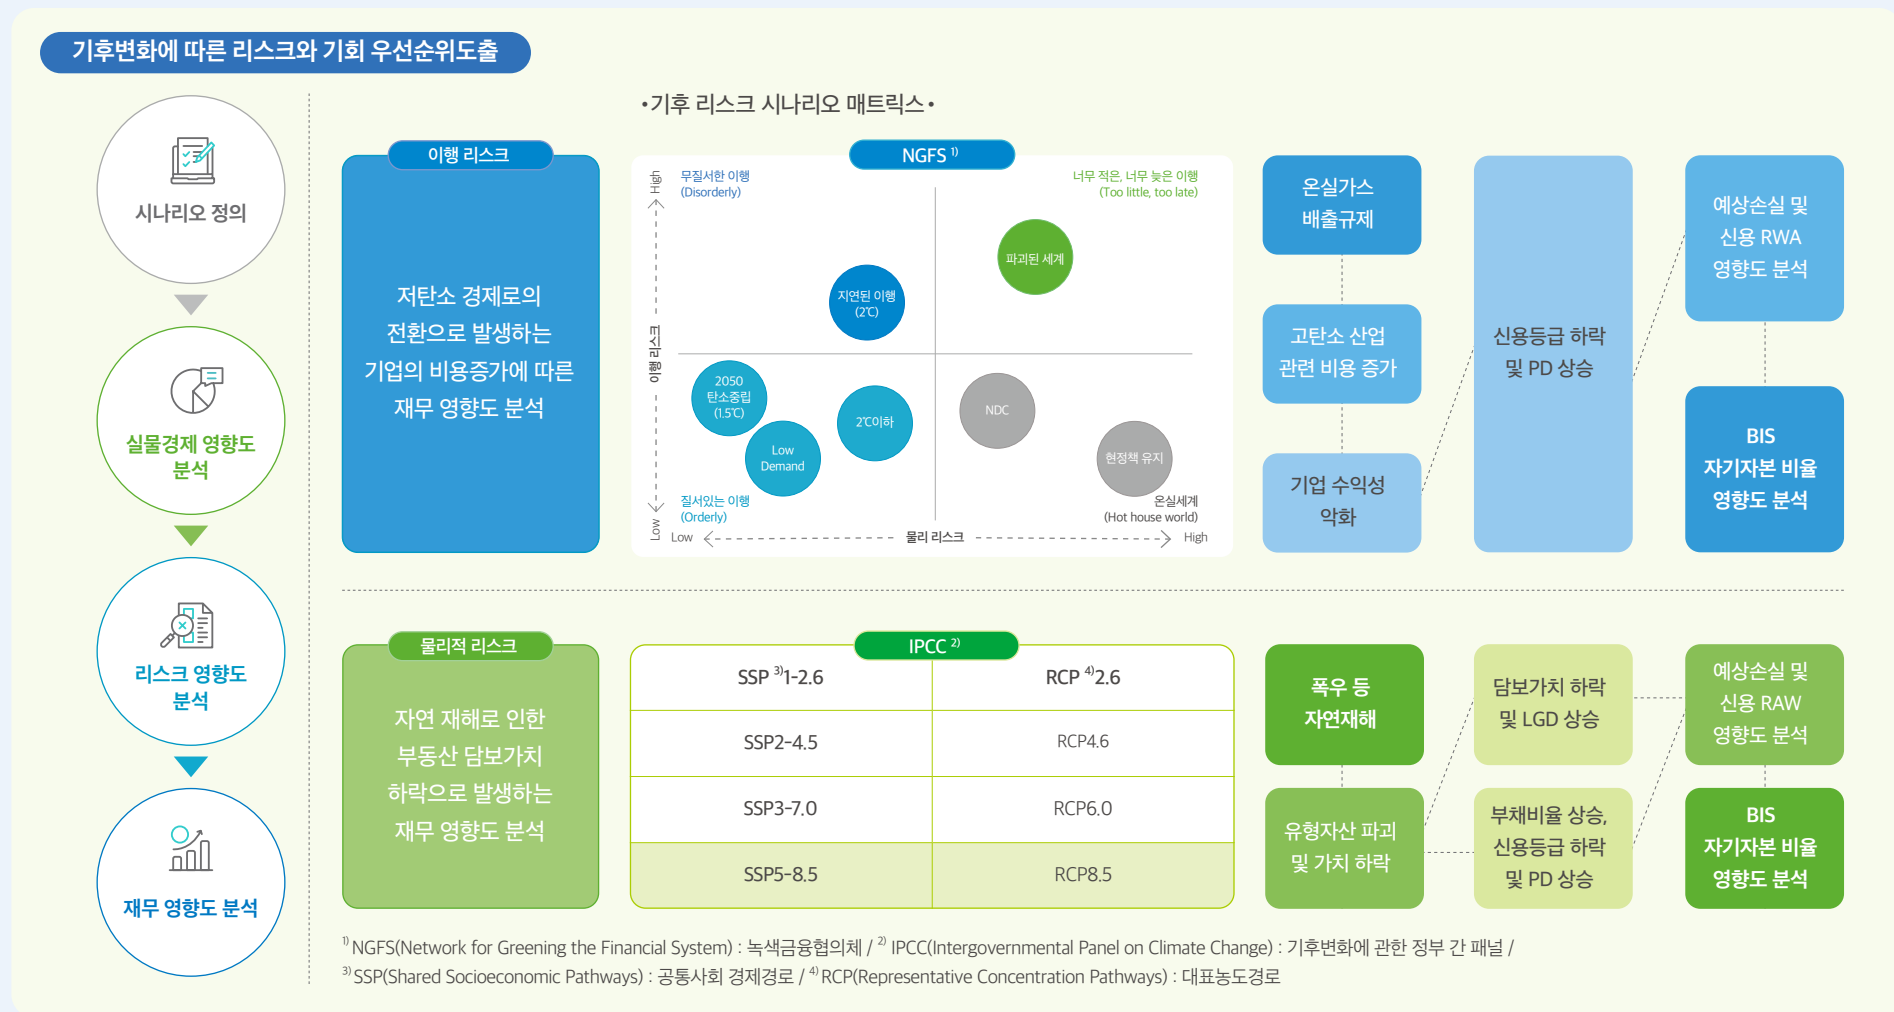 기후변화에 따른 리스크와 기회 우선순위도출
시나리오 정의
실물경제 영향도
분석
리스크 영향도
분석
재무 영향도 분석
•기후 리스크 시나리오 매트릭스•
이행 리스크
저탄소 경제로의
전환으로 발생하는
기업의 비용증가에 따른
재무 영향도 분석
NGFS 1)
High
이행 리스크
Low
무질서한 이행
(Disorderly)
너무 적은, 너무 늦은 이행
(Too little, too late)
파괴된 세계
지연된 이행
(2℃)
2050
탄소중립
(1.5℃)
Low
Demand
2℃이하
NDC
현정책 유지
질서있는 이행
(Orderly)
온실세계
(Hot house world)
Low
물리 리스크
High
온실가스
배출규제
고탄소 산업
관련 비용 증가
기업 수익성
악화
신용등급 하락
및 PD 상승
예상손실 및
신용 RWA
영향도 분석
BIS
자기자본 비율
영향도 분석
물리적 리스크
자연 재해로 인한
부동산 담보가치
하락으로 발생하는
재무 영향도 분석
IPCC 2)
SSP 3)1-2.6
RCP 4)2.6
SSP2-4.5
RCP4.6
SSP3-7.0
RCP6.0
SSP5-8.5
RCP8.5
폭우 등
자연재해
유형자산 파괴
및 가치 하락
담보가치 하락
및 LGD 상승
부채비율 상승,
신용등급 하락
및 PD 상승
예상손실 및
신용 RAW
영향도 분석
BIS
자기자본 비율
영향도 분석
1) NGFS(Network for Greening the Financial System) : 녹색금융협의체 / 2) IPCC(Intergovernmental Panel on Climate Change) : 기후변화에 관한 정부 간 패널 /
3) SSP(Shared Socioeconomic Pathways) : 공통사회 경제경로 / 4) RCP(Representative Concentration Pathways) : 대표농도경로